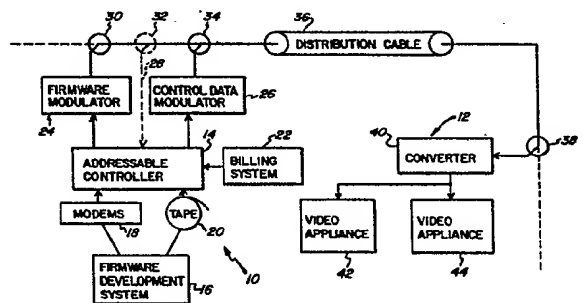 30
32
34
36
DISTRIBUTION CABLE
28
FIRMWARE
MODULATOR
24
CONTROL DATA
MODULATOR
26
12
40
CONVERTER
38
14
22
ADDRESSABLE
CONTROLLER
BILLING
SYSTEM
MODEMS
18
TAPE
20
10
VIDEO
APPLIANCE
42
VIDEO
APPLIANCE
44
FIRMWARE
DEVELOPMENT
SYSTEM
16